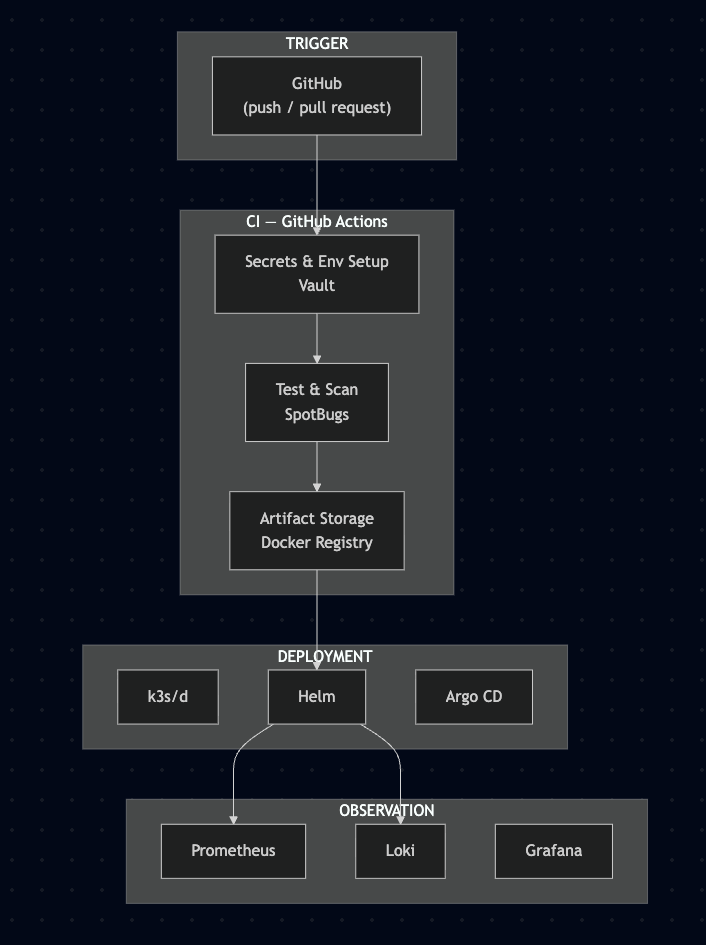 TRIGGER
GitHub
(push / pull request)
CI — GitHub Actions
Secrets & Env Setup
Vault
Test & Scan
SpotBugs
Artifact Storage
Docker Registry
DEPLOYMENT
k3s/d
Helm
Argo CD
OBSERVATION
Prometheus
Loki
Grafana